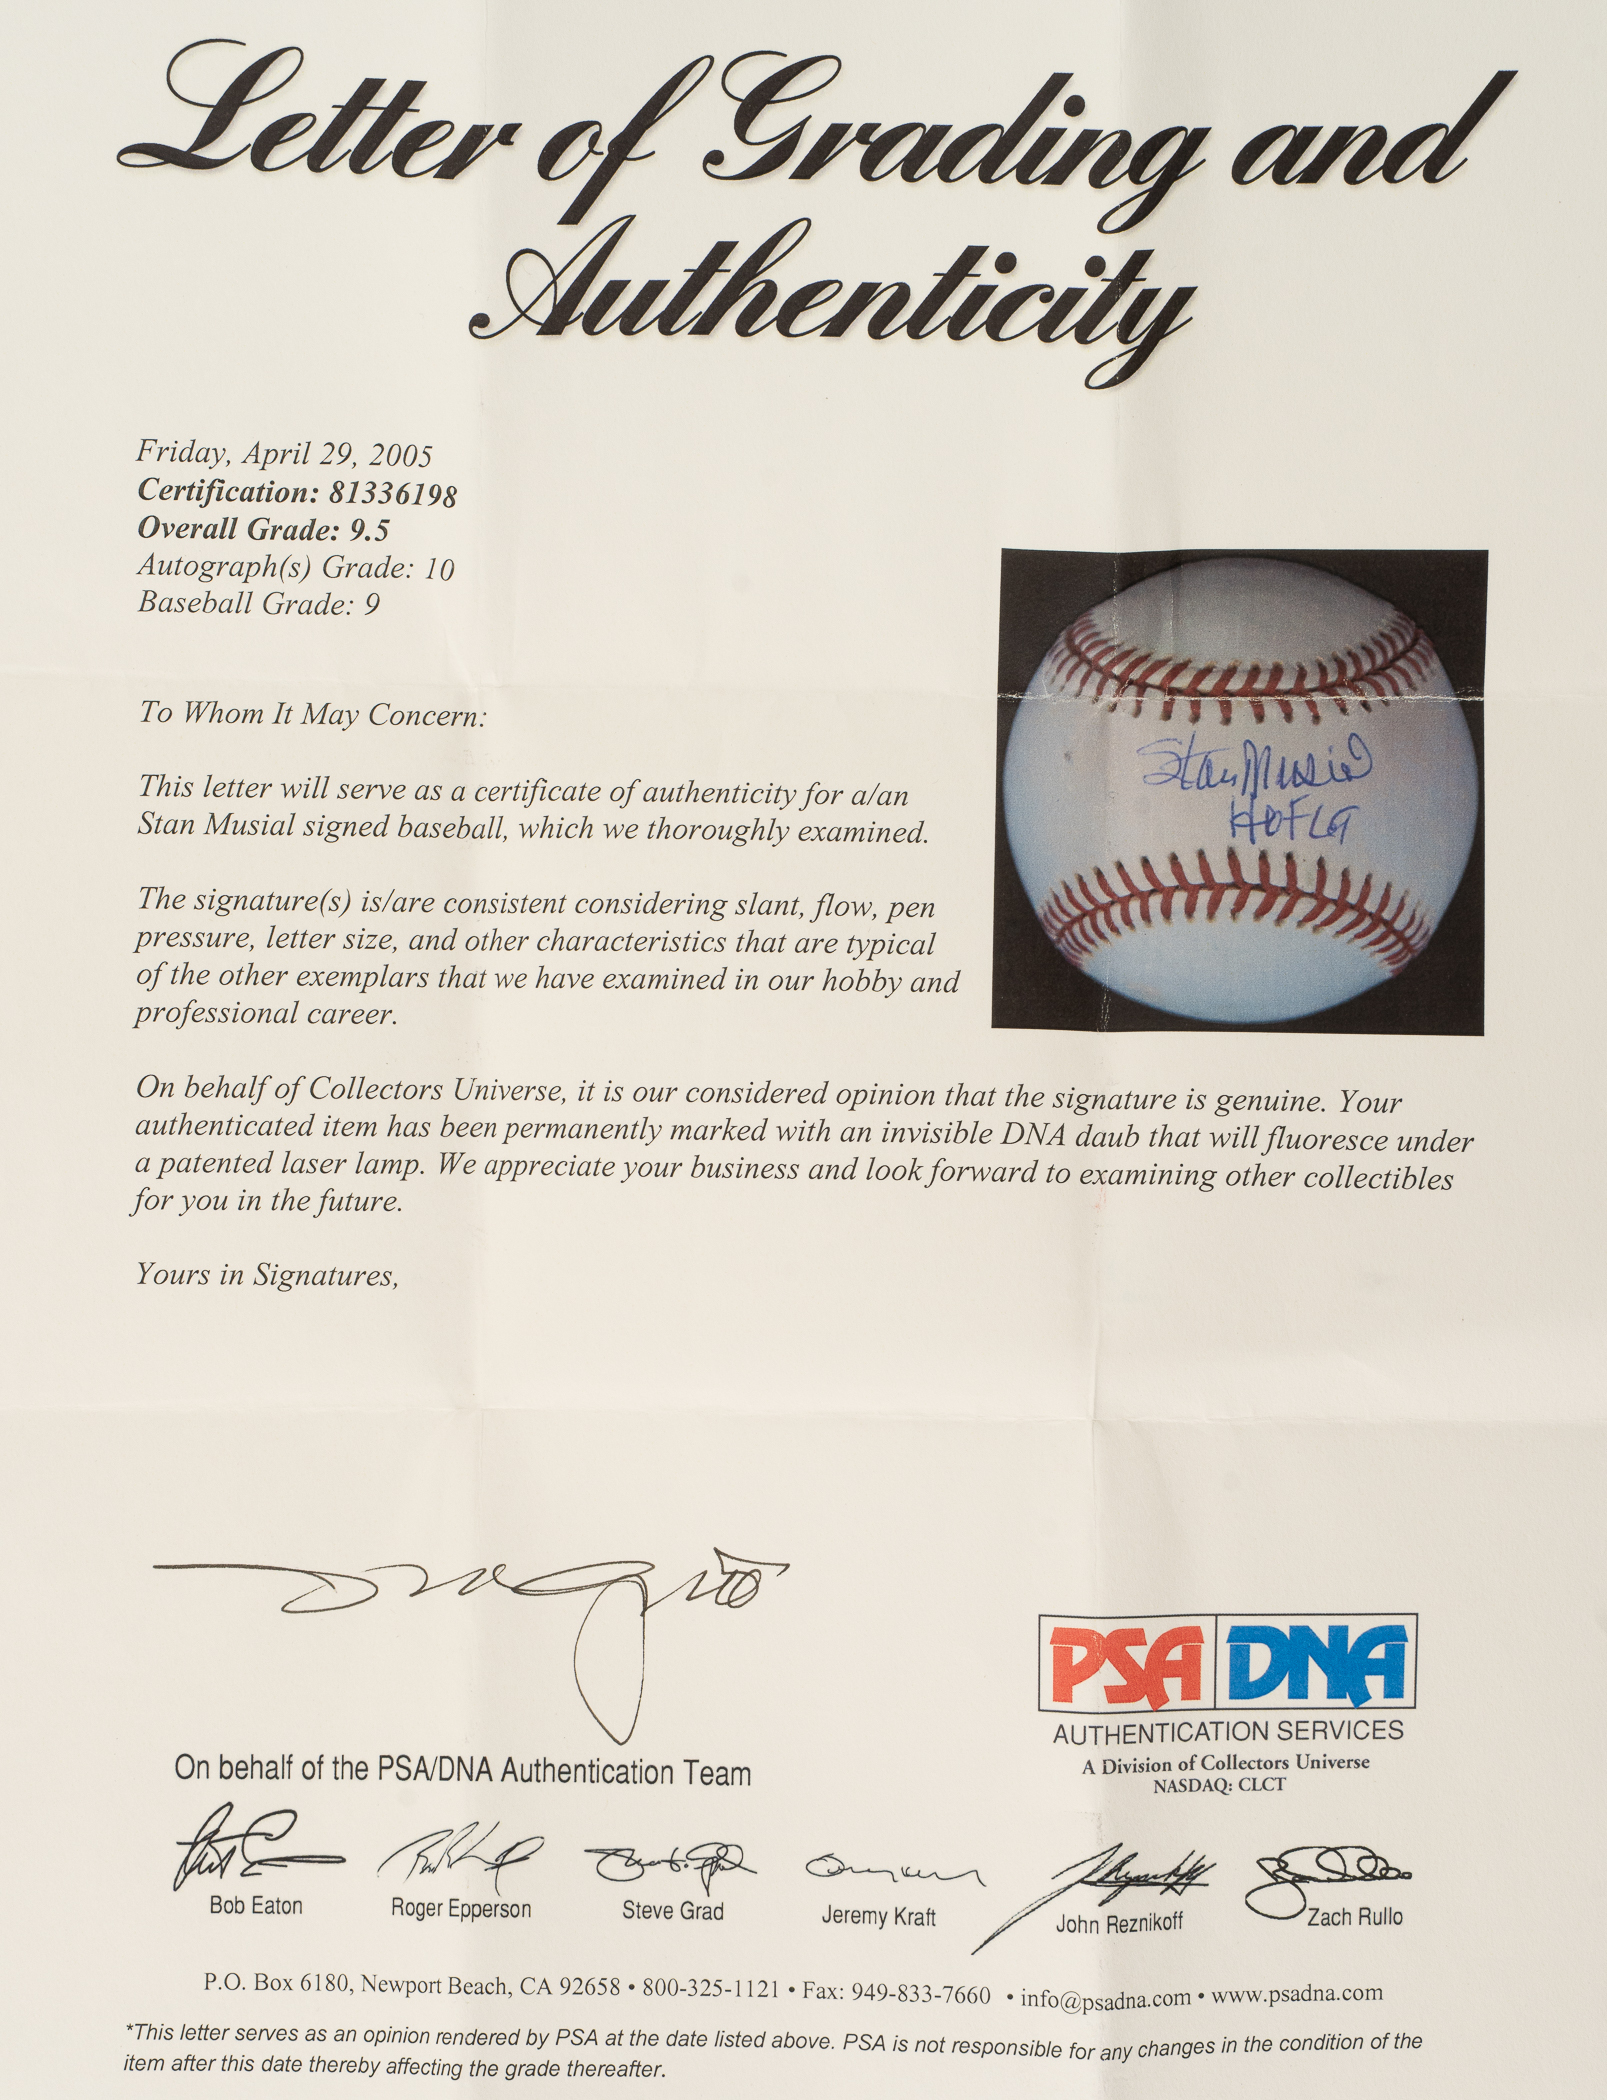 Letter of Grading and
Authenticity
Friday, April 29, 2005
Certification: 81336198
Overall Grade: 9.5
Autograph(s) Grade: 10
Baseball Grade: 9
To Whom It May Concern:
This letter will serve as a certificate of authenticity for a/an
Stan Musial signed baseball, which we thoroughly examined.
Stan Musial
HOF 69
The signature(s) is/are consistent considering slant, flow, pen
pressure, letter size, and other characteristics that are typical
of the other exemplars that we have examined in our hobby and
professional career.
On behalf of Collectors Universe, it is our considered opinion that the signature is genuine. Your
authenticated item has been permanently marked with an invisible DNA daub that will fluoresce under
a patented laser lamp. We appreciate your business and look forward to examining other collectibles
for you in the future.
Yours in Signatures,
PSA DNA
AUTHENTICATION SERVICES
A Division of Collectors Universe
NASDAQ: CLCT
On behalf of the PSA/DNA Authentication Team
Bob Eaton Roger Epperson Steve Grad Jeremy Kraft John Reznikoff Zach Rullo
P.O. Box 6180, Newport Beach, CA 92658 • 800-325-1121 • Fax: 949-833-7660 • info@psadna.com • www.psadna.com
*This letter serves as an opinion rendered by PSA at the date listed above. PSA is not responsible for any changes in the condition of the
item after this date thereby affecting the grade thereafter.